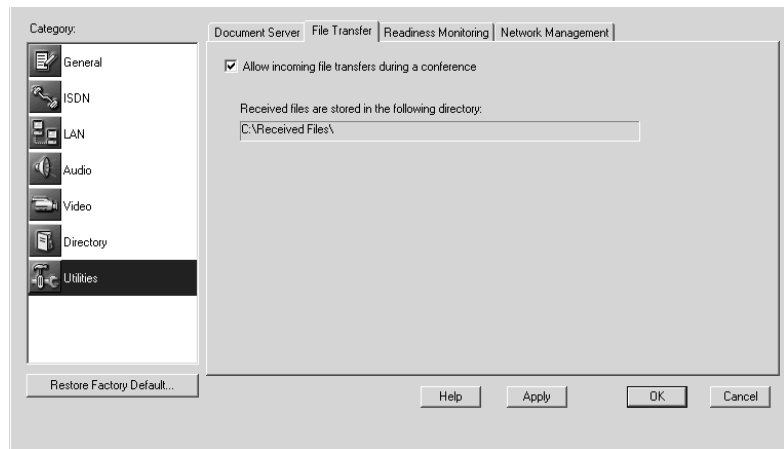 Category:
General
ISDN
LAN
Audio
Video
Directory
Utilities
Restore Factory Default...
Document Server
File Transfer
Readiness Monitoring
Network Management
Allow incoming file transfers during a conference
Received files are stored in the following directory:
C:\Received Files\
Help
Apply
OK
Cancel